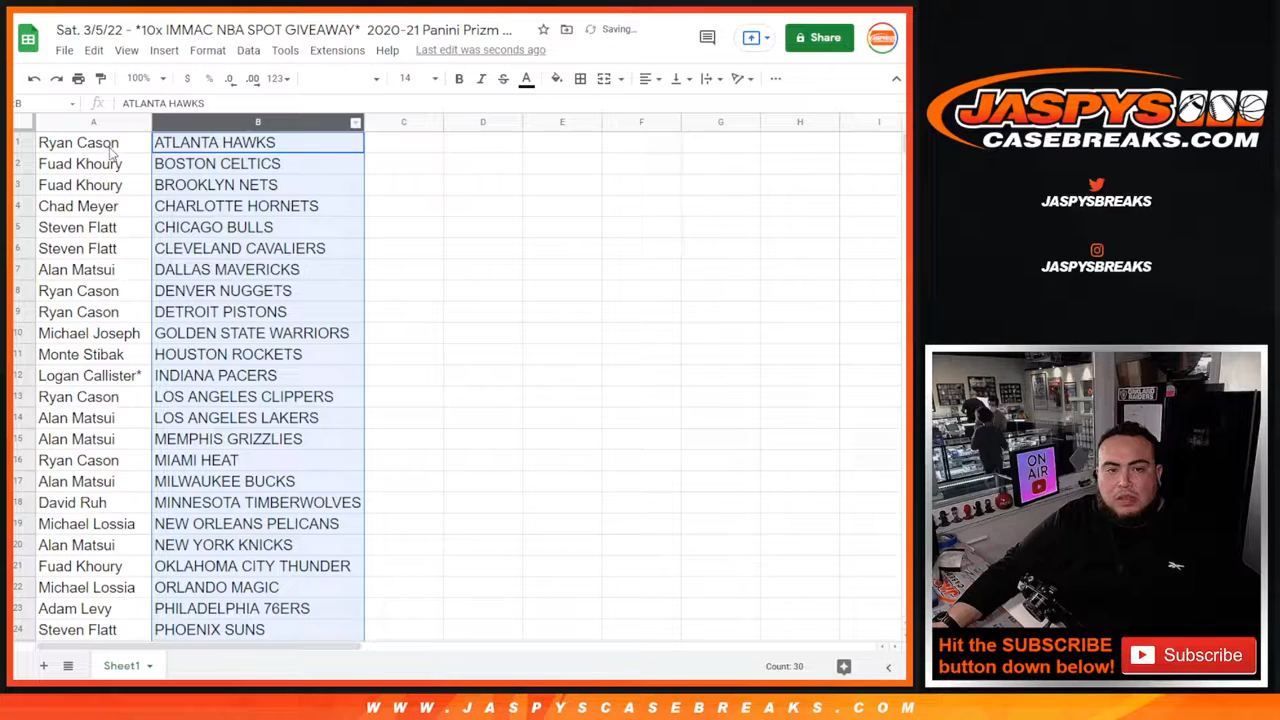 Sat. 3/5/22 - *10x IMMAC NBA SPOT GIVEAWAY* 2020-21 Panini Prizm ...
Saving...
Share
File Edit View Insert Format Data Tools Extensions Help Last edit was seconds ago
100% $ % .0 .00 123 14 B I S A
B fx ATLANTA HAWKS
A B C D E F G H I
1 Ryan Cason ATLANTA HAWKS
2 Fuad Khoury BOSTON CELTICS
3 Fuad Khoury BROOKLYN NETS
4 Chad Meyer CHARLOTTE HORNETS
5 Steven Flatt CHICAGO BULLS
6 Steven Flatt CLEVELAND CAVALIERS
7 Alan Matsui DALLAS MAVERICKS
8 Ryan Cason DENVER NUGGETS
9 Ryan Cason DETROIT PISTONS
10 Michael Joseph GOLDEN STATE WARRIORS
11 Monte Stibak HOUSTON ROCKETS
12 Logan Callister* INDIANA PACERS
13 Ryan Cason LOS ANGELES CLIPPERS
14 Alan Matsui LOS ANGELES LAKERS
15 Alan Matsui MEMPHIS GRIZZLIES
16 Ryan Cason MIAMI HEAT
17 Alan Matsui MILWAUKEE BUCKS
18 David Ruh MINNESOTA TIMBERWOLVES
19 Michael Lossia NEW ORLEANS PELICANS
20 Alan Matsui NEW YORK KNICKS
21 Fuad Khoury OKLAHOMA CITY THUNDER
22 Michael Lossia ORLANDO MAGIC
23 Adam Levy PHILADELPHIA 76ERS
24 Steven Flatt PHOENIX SUNS
Sheet1
Count: 30
JASPYS
CASEBREAKS.COM
JASPYSBREAKS
JASPYSBREAKS
OAKLAND
RAIDERS
ON
AIR
Hit the SUBSCRIBE
button down below!
Subscribe
WWW.JASPYSCASEBREAKS.COM